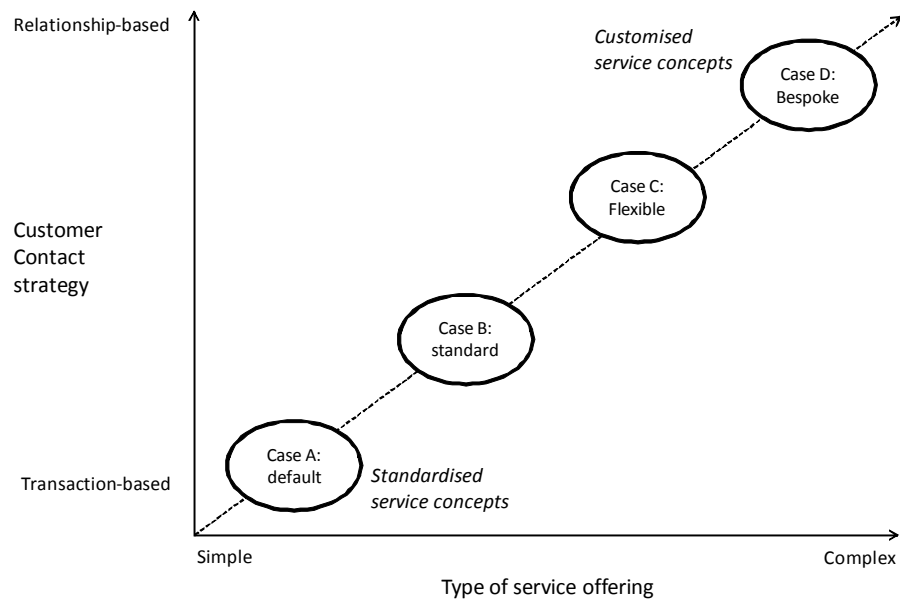 Relationship-based
Customised
service concepts
Case D:
Bespoke
Case C:
Flexible
Customer
Contact
strategy
Case B:
standard
Case A:
default
Standardised
service concepts
Transaction-based
Simple
Complex
Type of service offering